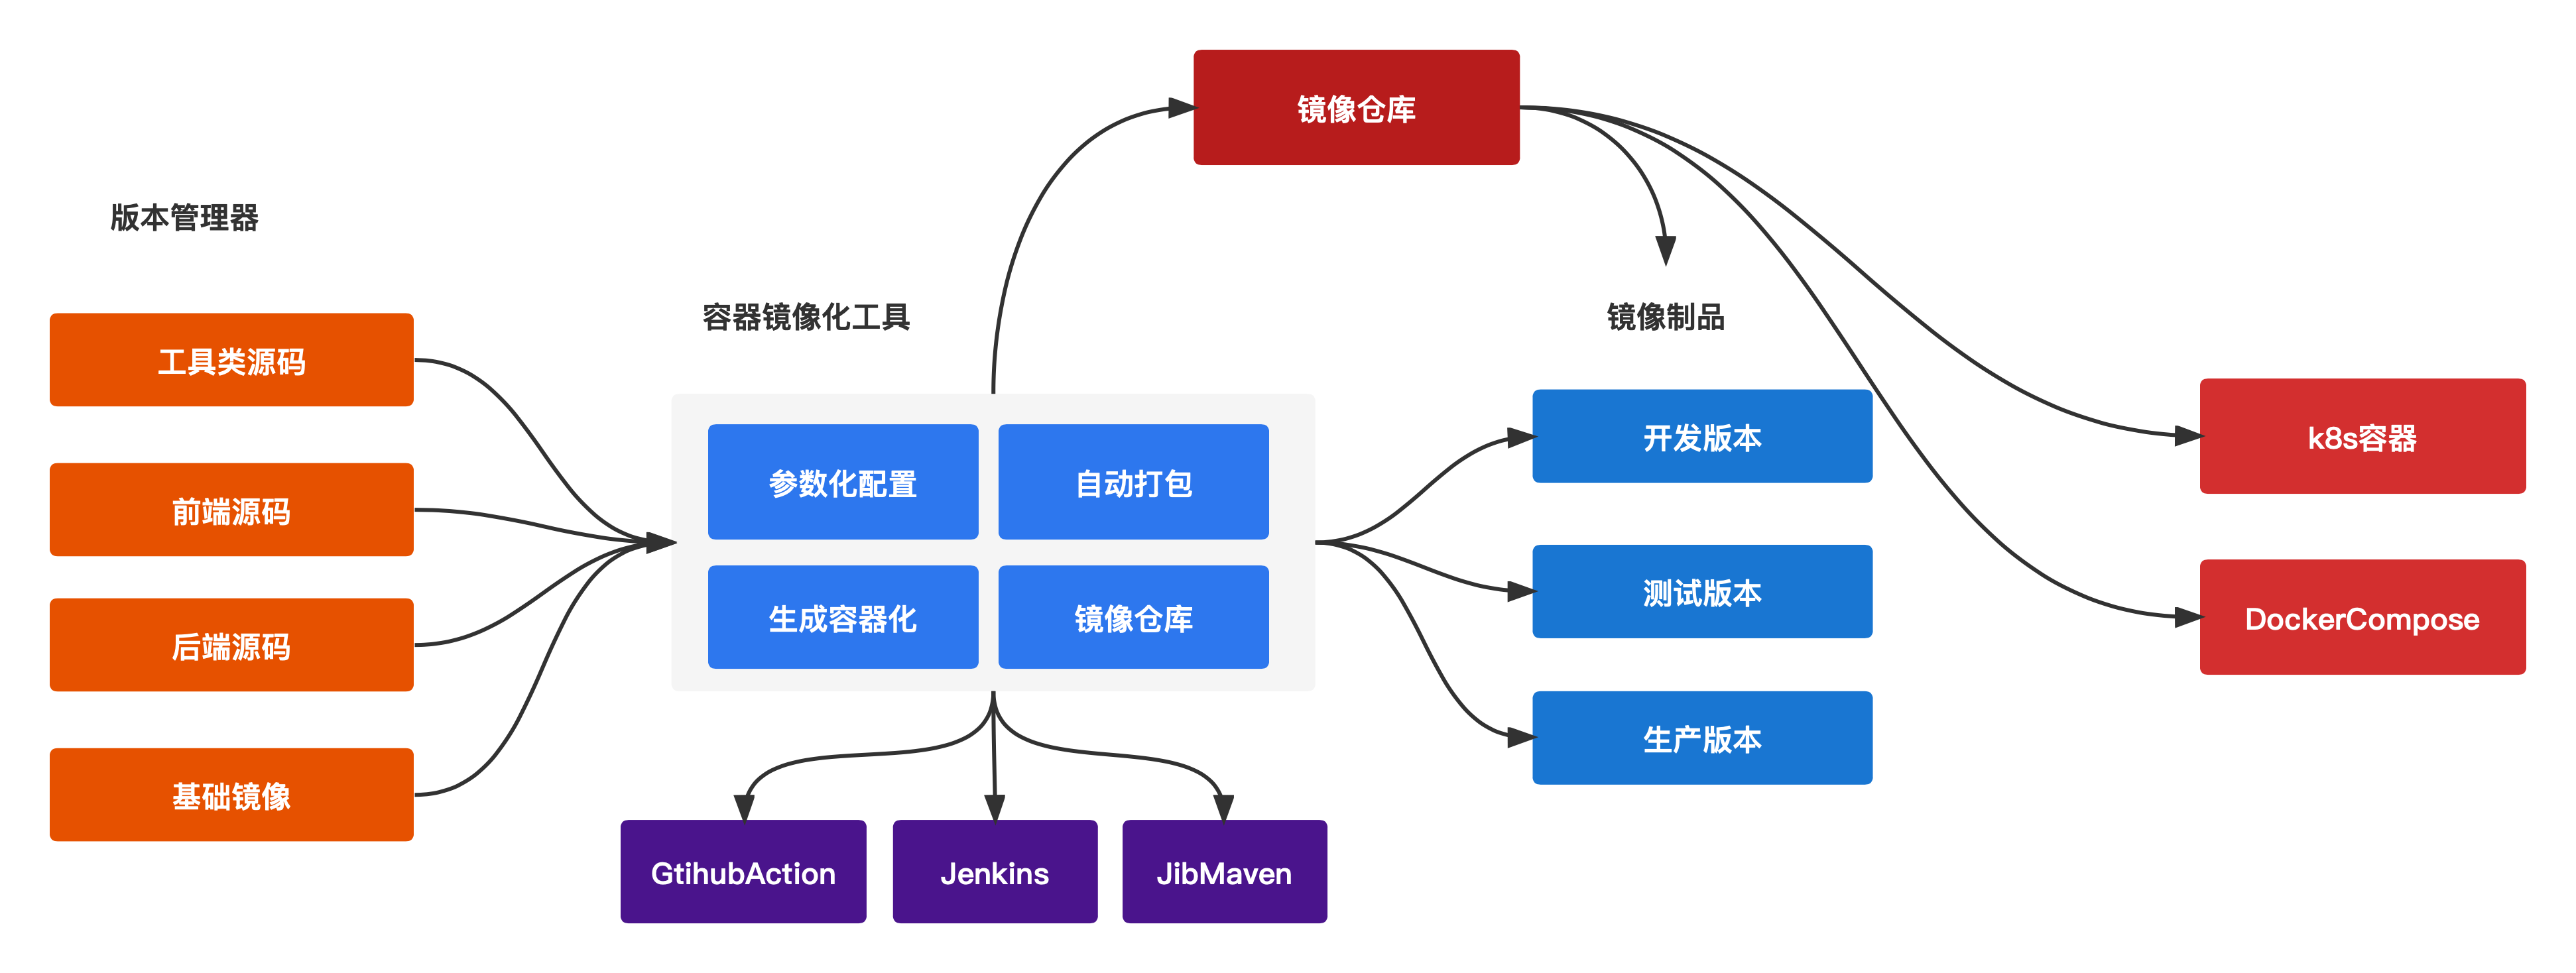 镜像仓库
版本管理器
工具类源码
前端源码
后端源码
基础镜像
容器镜像化工具
参数化配置
自动打包
生成容器化
镜像仓库
GtihubAction
Jenkins
JibMaven
镜像制品
开发版本
测试版本
生产版本
k8s容器
DockerCompose